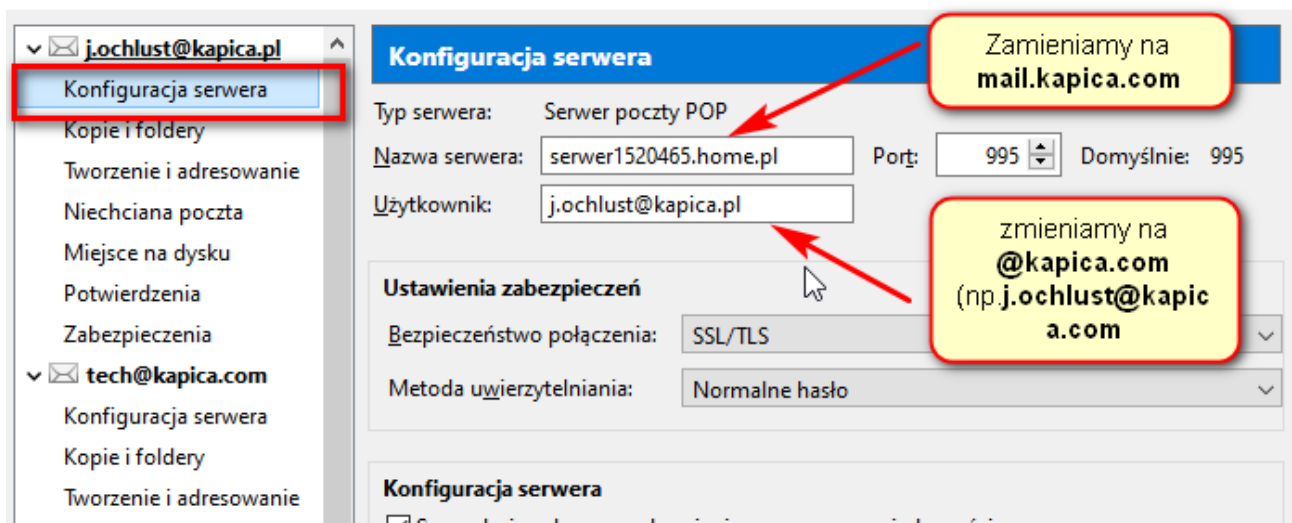 j.ochlust@kapica.pl
Konfiguracja serwera
Kopie i foldery
Tworzenie i adresowanie
Niechciana poczta
Miejsce na dysku
Potwierdzenia
Zabezpieczenia
tech@kapica.com
Konfiguracja serwera
Kopie i foldery
Tworzenie i adresowanie
Konfiguracja serwera
Zamieniamy na
mail.kapica.com
Typ serwera: Serwer poczty POP
Nazwa serwera: serwer1520465.home.pl Port: 995 Domyślnie: 995
Użytkownik: j.ochlust@kapica.pl
zmieniamy na
@kapica.com
(np.j.ochlust@kapic
a.com
Ustawienia zabezpieczeń
Bezpieczeństwo połączenia: SSL/TLS
Metoda uwierzytelniania: Normalne hasło
Konfiguracja serwera